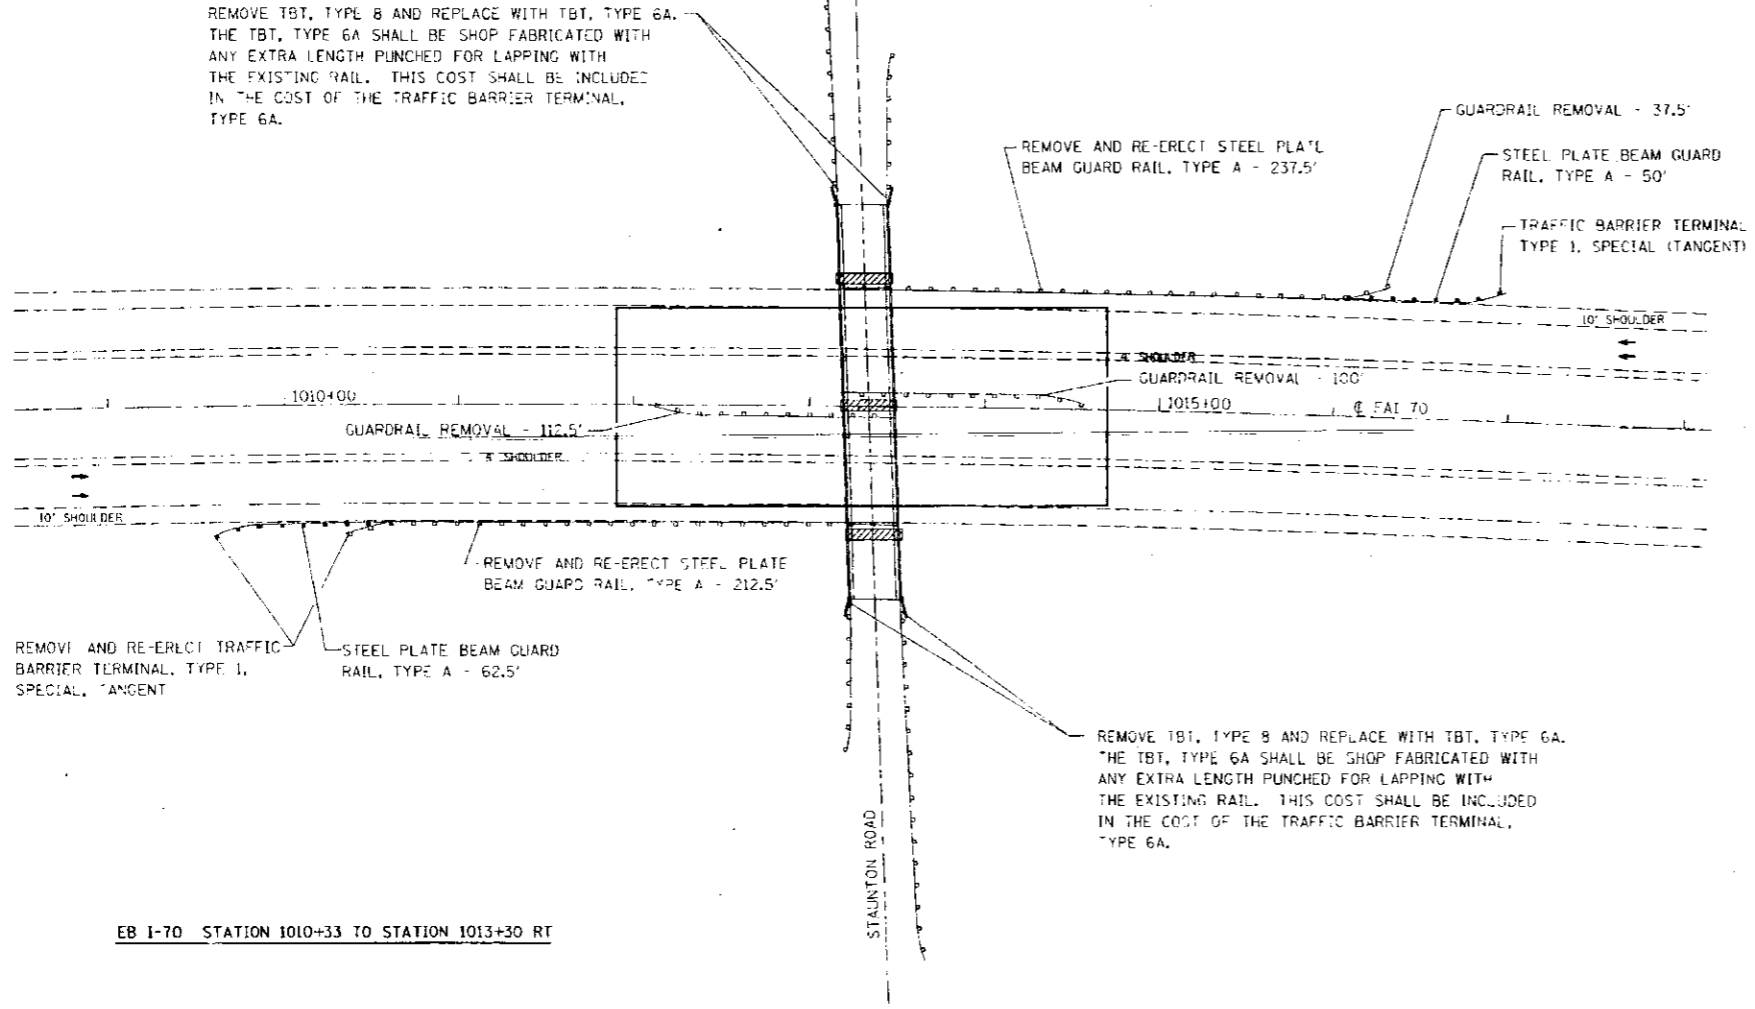 REMOVE TBT, TYPE 8 AND REPLACE WITH TBT, TYPE 6A.
THE TBT, TYPE 6A SHALL BE SHOP FABRICATED WITH
ANY EXTRA LENGTH PUNCHED FOR LAPPING WITH
THE EXISTING RAIL. THIS COST SHALL BE INCLUDED
IN THE COST OF THE TRAFFIC BARRIER TERMINAL,
TYPE 6A.
GUARDRAIL REMOVAL - 37.5'
REMOVE AND RE-ERECT STEEL PLATE
BEAM GUARD RAIL, TYPE A - 237.5'
STEEL PLATE BEAM GUARD
RAIL, TYPE A - 50'
TRAFFIC BARRIER TERMINAL
TYPE 1, SPECIAL (TANGENT)
10' SHOULDER
4' SHOULDER
GUARDRAIL REMOVAL - 100'
1010+00
1015+00
℄ FAI 70
GUARDRAIL REMOVAL - 112.5'
4' SHOULDER
10' SHOULDER
REMOVE AND RE-ERECT STEEL PLATE
BEAM GUARD RAIL, TYPE A - 212.5'
REMOVE AND RE-ERECT TRAFFIC
BARRIER TERMINAL, TYPE 1,
SPECIAL, TANGENT
STEEL PLATE BEAM GUARD
RAIL, TYPE A - 62.5'
REMOVE TBT, TYPE 8 AND REPLACE WITH TBT, TYPE 6A.
THE TBT, TYPE 6A SHALL BE SHOP FABRICATED WITH
ANY EXTRA LENGTH PUNCHED FOR LAPPING WITH
THE EXISTING RAIL. THIS COST SHALL BE INCLUDED
IN THE COST OF THE TRAFFIC BARRIER TERMINAL,
TYPE 6A.
STAUNTON ROAD
EB I-70 STATION 1010+33 TO STATION 1013+30 RT